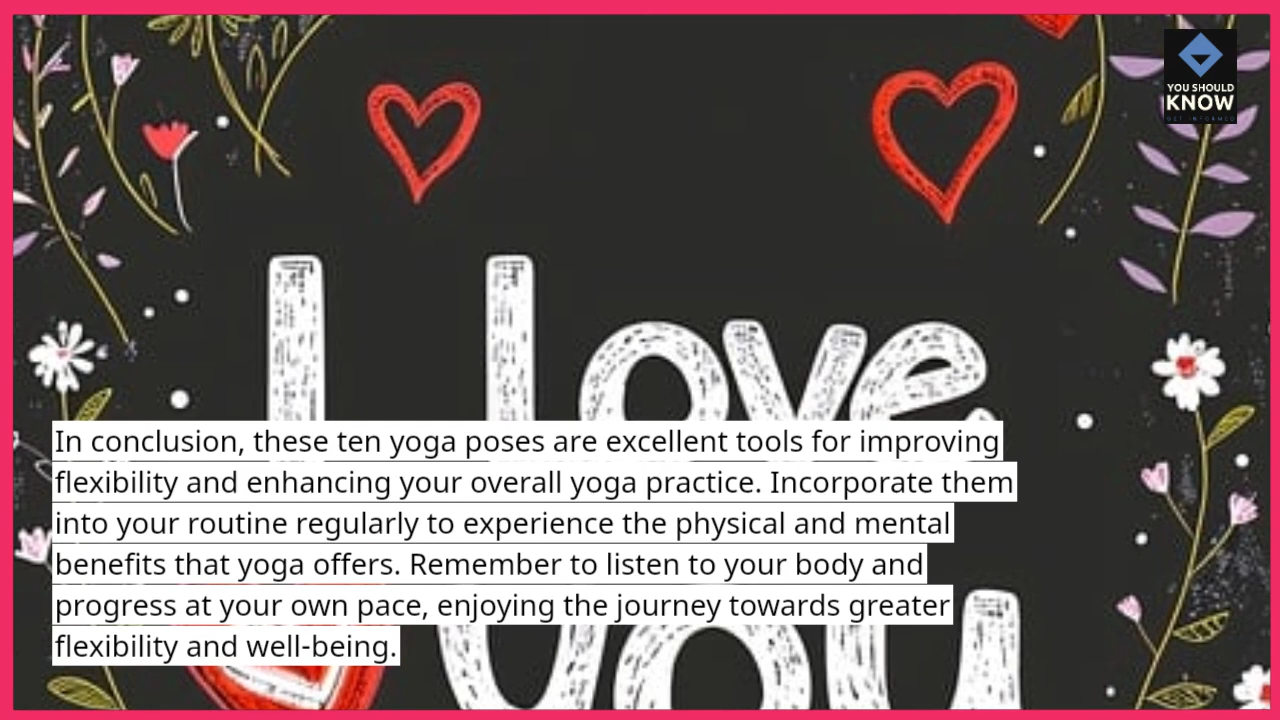 YOU SHOULD
KNOW
GET INFORMED
I Love
In conclusion, these ten yoga poses are excellent tools for improving
flexibility and enhancing your overall yoga practice. Incorporate them
into your routine regularly to experience the physical and mental
benefits that yoga offers. Remember to listen to your body and
progress at your own pace, enjoying the journey towards greater
flexibility and well-being.
you